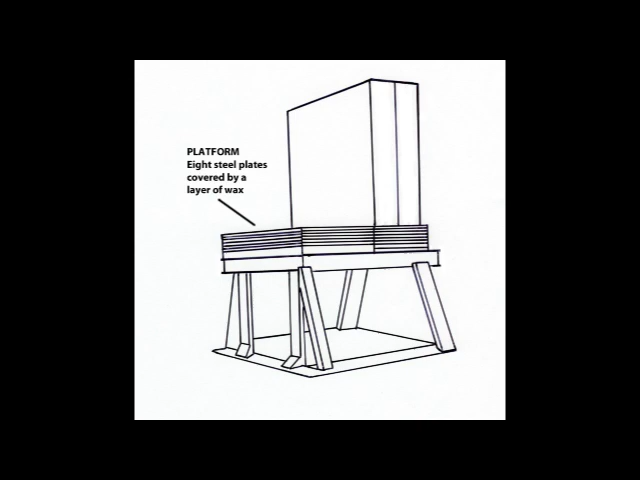 PLATFORM
Eight steel plates
covered by a
layer of wax